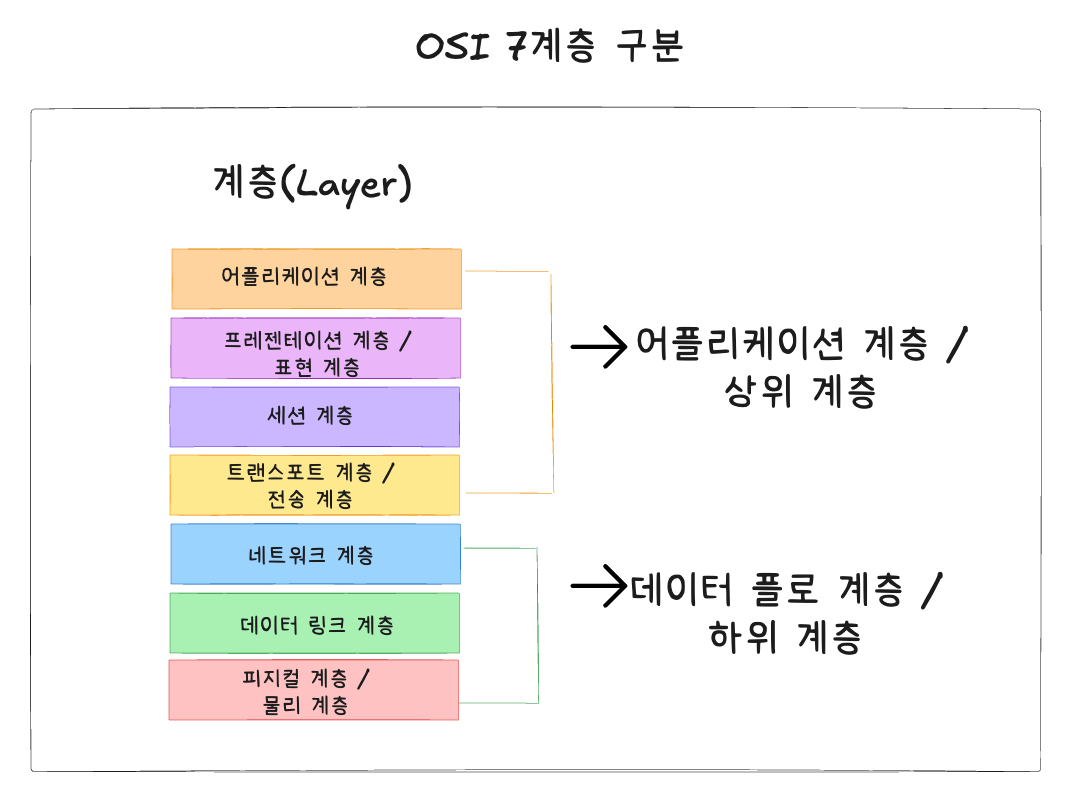 OSI 7계층 구분
계층(Layer)
어플리케이션 계층
프레젠테이션 계층 /
표현 계층
세션 계층
트랜스포트 계층 /
전송 계층
네트워크 계층
데이터 링크 계층
피지컬 계층 /
물리 계층
어플리케이션 계층 /
상위 계층
데이터 플로 계층 /
하위 계층